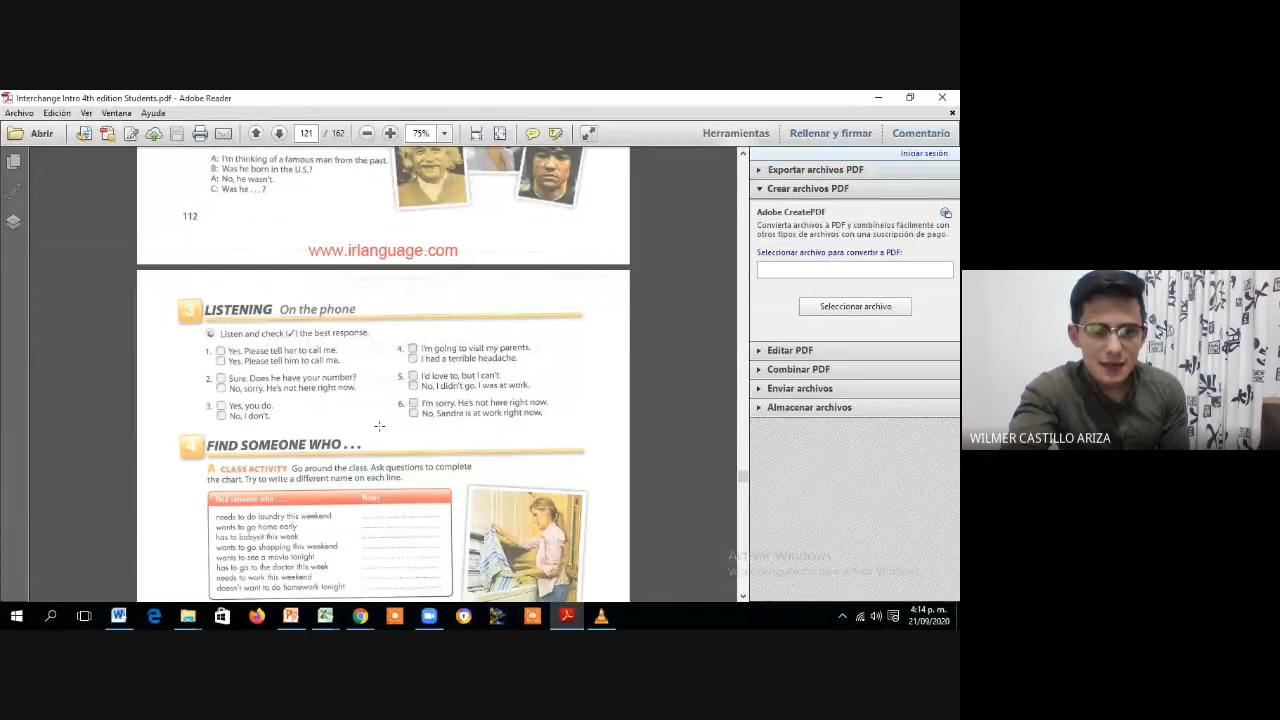 Interchange Intro 4th edition Students.pdf - Adobe Reader
Archivo Edición Ver Ventana Ayuda
Abrir 121 / 162 75% Herramientas Rellenar y firmar Comentario
Iniciar sesión
Exportar archivos PDF
Crear archivos PDF
Adobe CreatePDF
Convierta archivos a PDF y combínelos fácilmente con
otros tipos de archivos con una suscripción de pago.
Seleccionar archivo para convertir a PDF:
Seleccionar archivo
Editar PDF
Combinar PDF
Enviar archivos
Almacenar archivos
A: I'm thinking of a famous man from the past.
B: Was he born in the U.S.?
A: No, he wasn't.
C: Was he . . . ?
112
www.irlanguage.com
3 LISTENING On the phone
Listen and check (✓) the best response.
1. Yes. Please tell her to call me.
Yes. Please tell him to call me.
2. Sure. Does he have your number?
No, sorry. He's not here right now.
3. Yes, you do.
No, I don't.
4. I'm going to visit my parents.
I had a terrible headache.
5. I'd love to, but I can't.
No, I didn't go. I was at work.
6. I'm sorry. He's not here right now.
No, Sandra is at work right now.
4 FIND SOMEONE WHO . . .
A CLASS ACTIVITY Go around the class. Ask questions to complete
the chart. Try to write a different name on each line.
Find someone who . . . Name
needs to do laundry this weekend
wants to go home early
has to babysit this week
wants to go shopping this weekend
wants to see a movie tonight
has to go to the doctor this week
needs to work this weekend
doesn't want to do homework tonight
Activar Windows
WILMER CASTILLO ARIZA
4:14 p. m.
21/09/2020